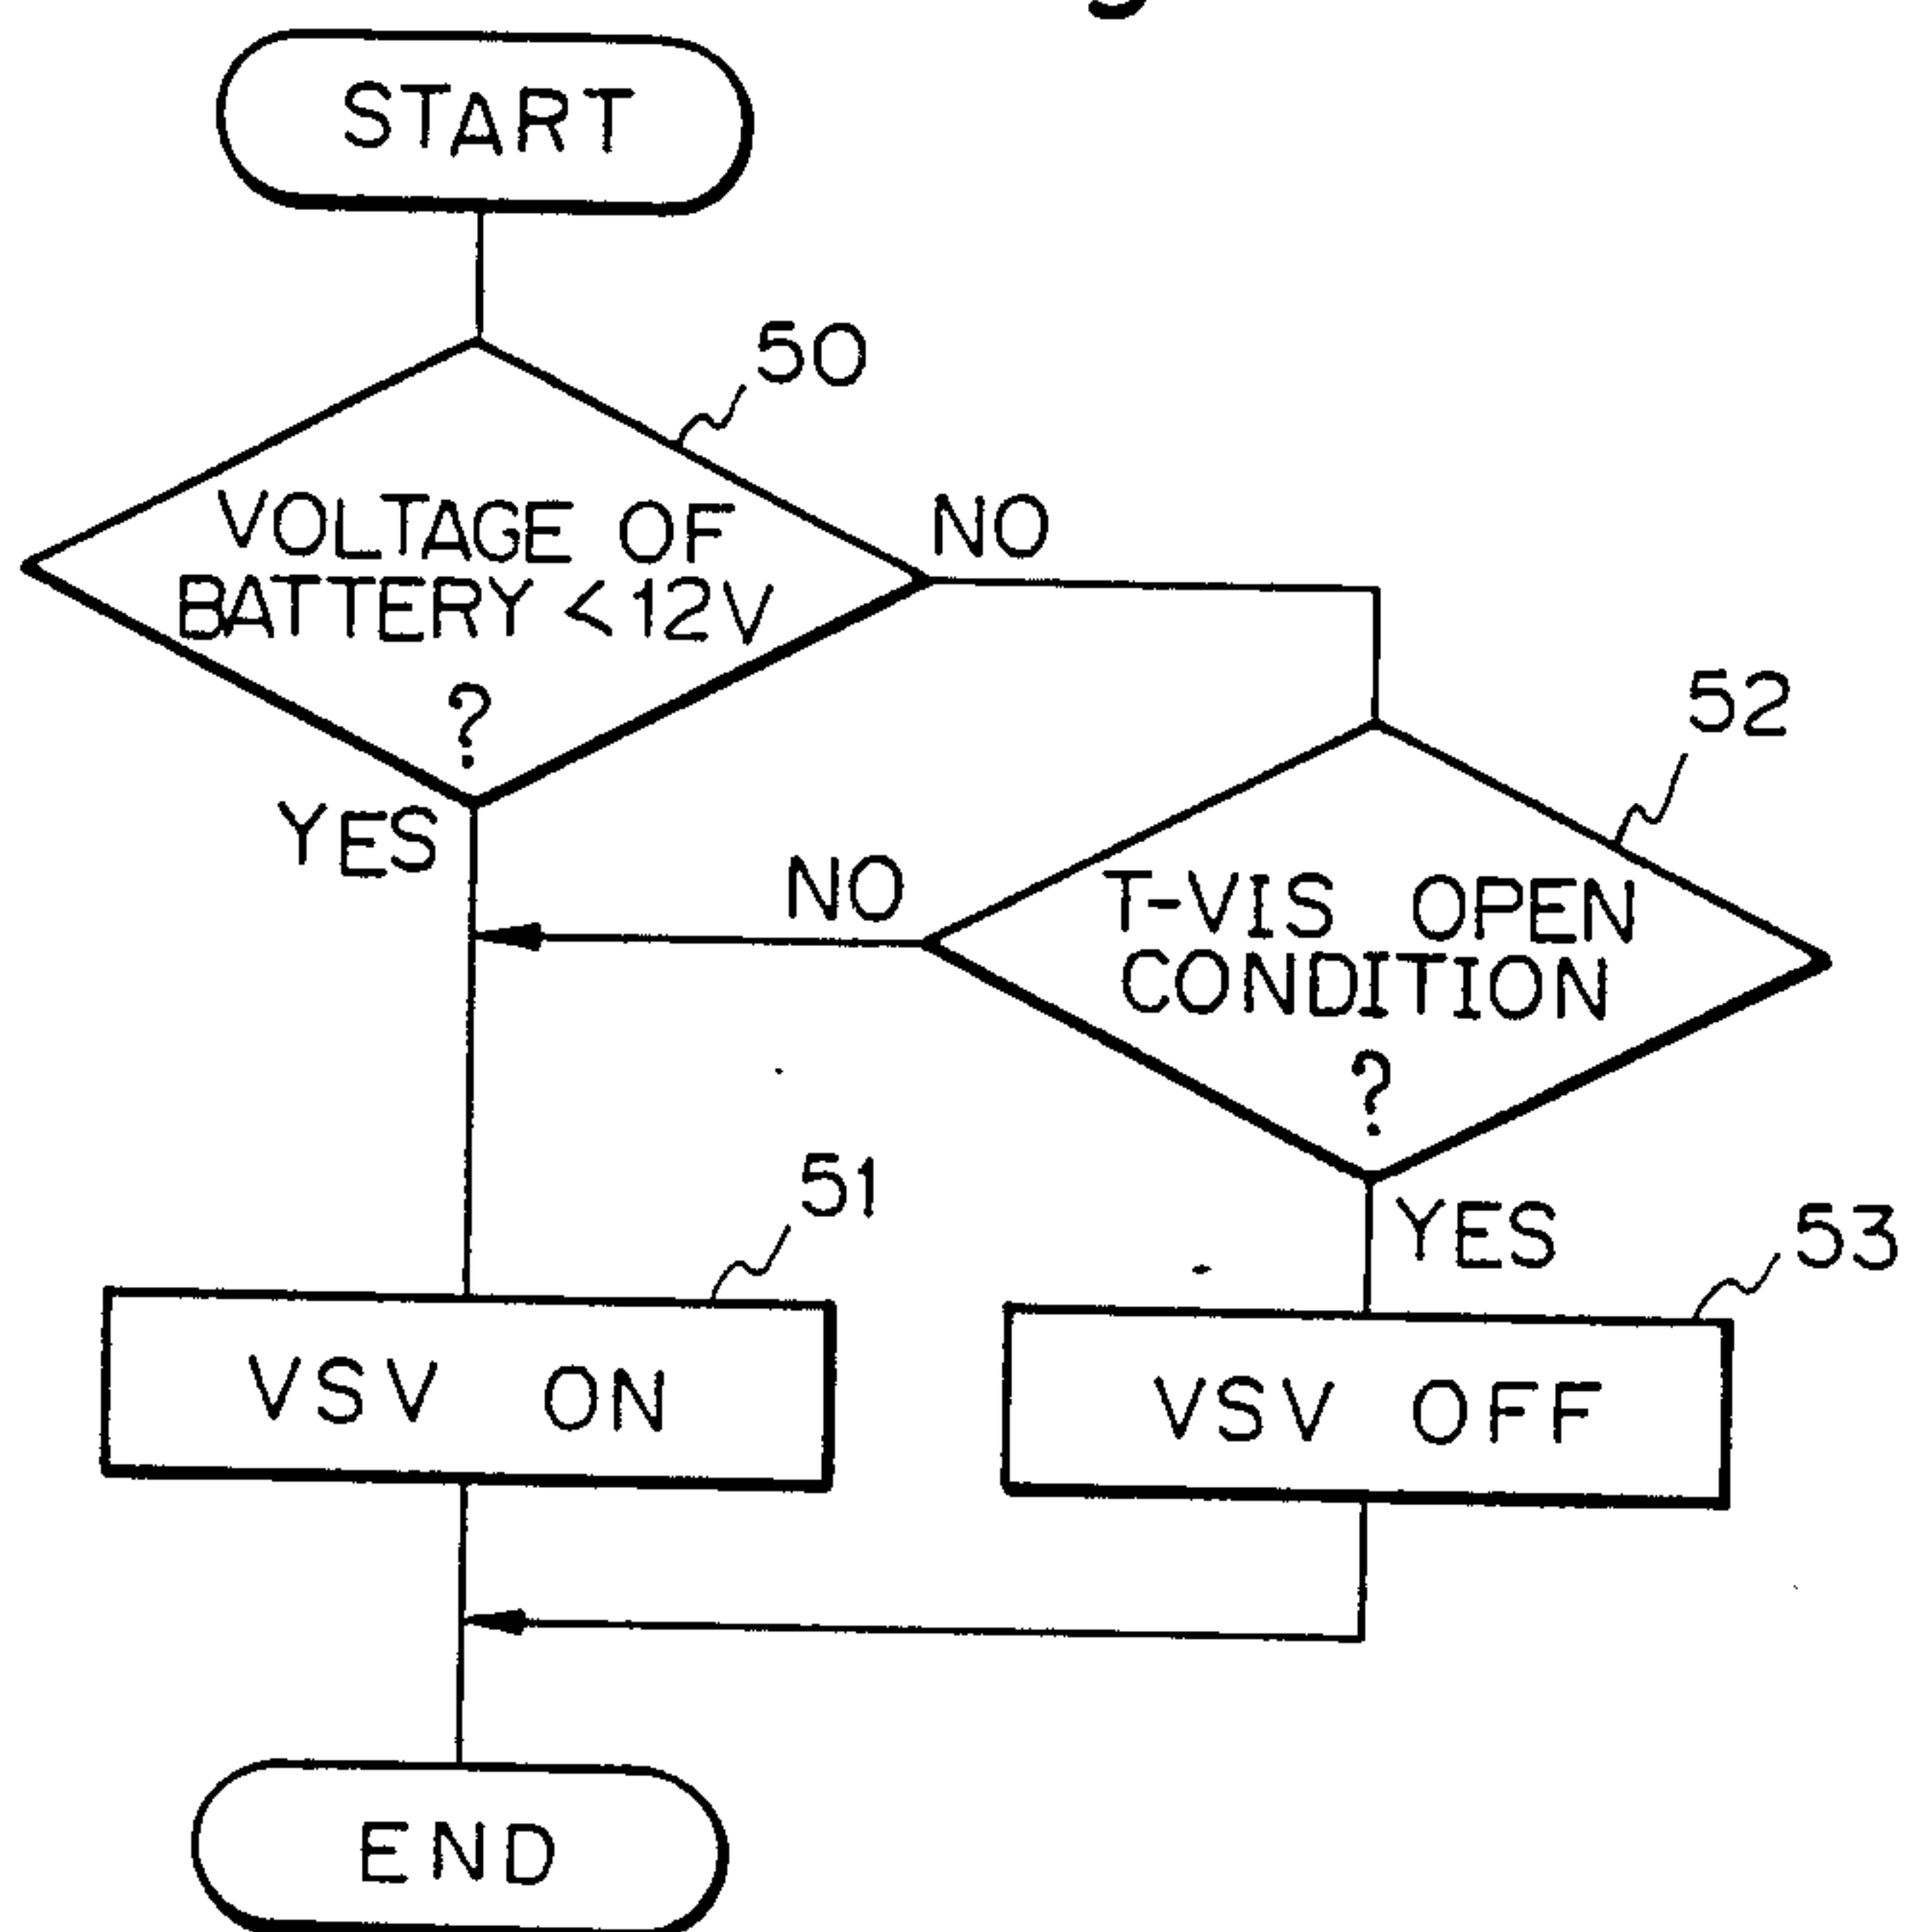 START
50
VOLTAGE OF
BATTERY <12V
?
NO
YES
52
T-VIS OPEN
CONDITION
?
NO
YES
51
VSV ON
53
VSV OFF
END